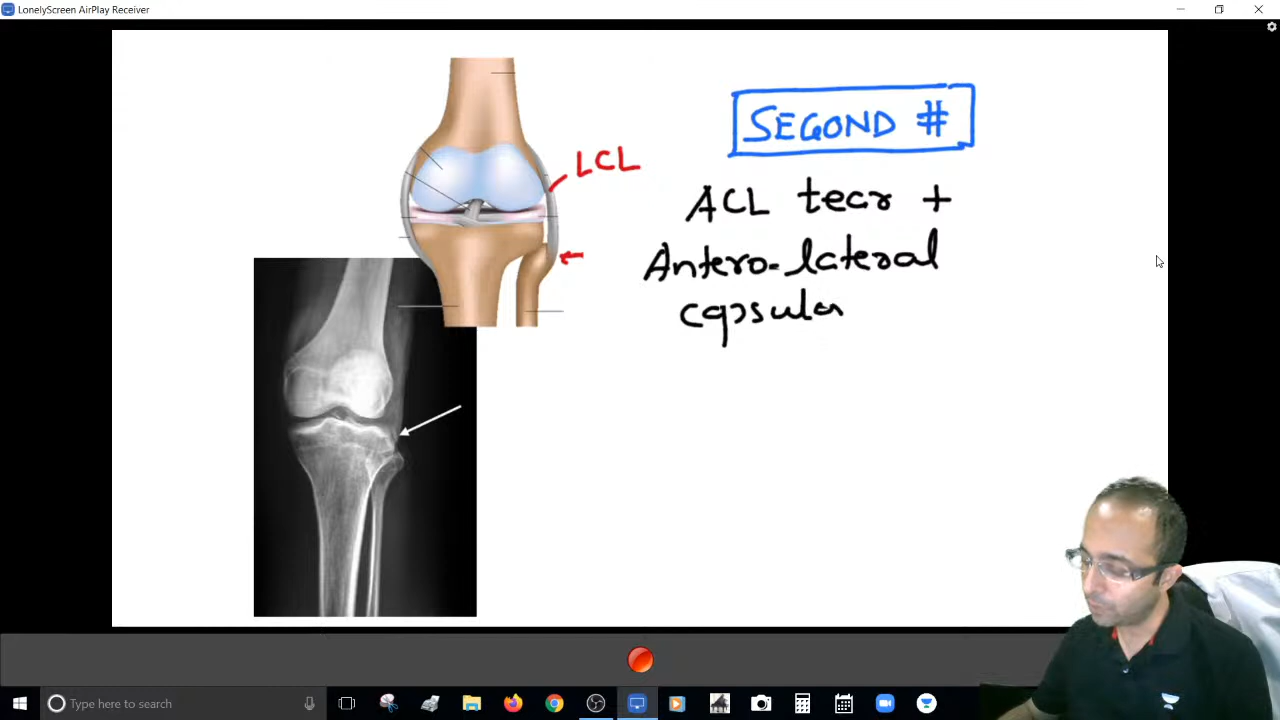 LonelyScreen AirPlay Receiver
LCL
SEGOND #
ACL tear +
Antero-lateral
capsular
Type here to search